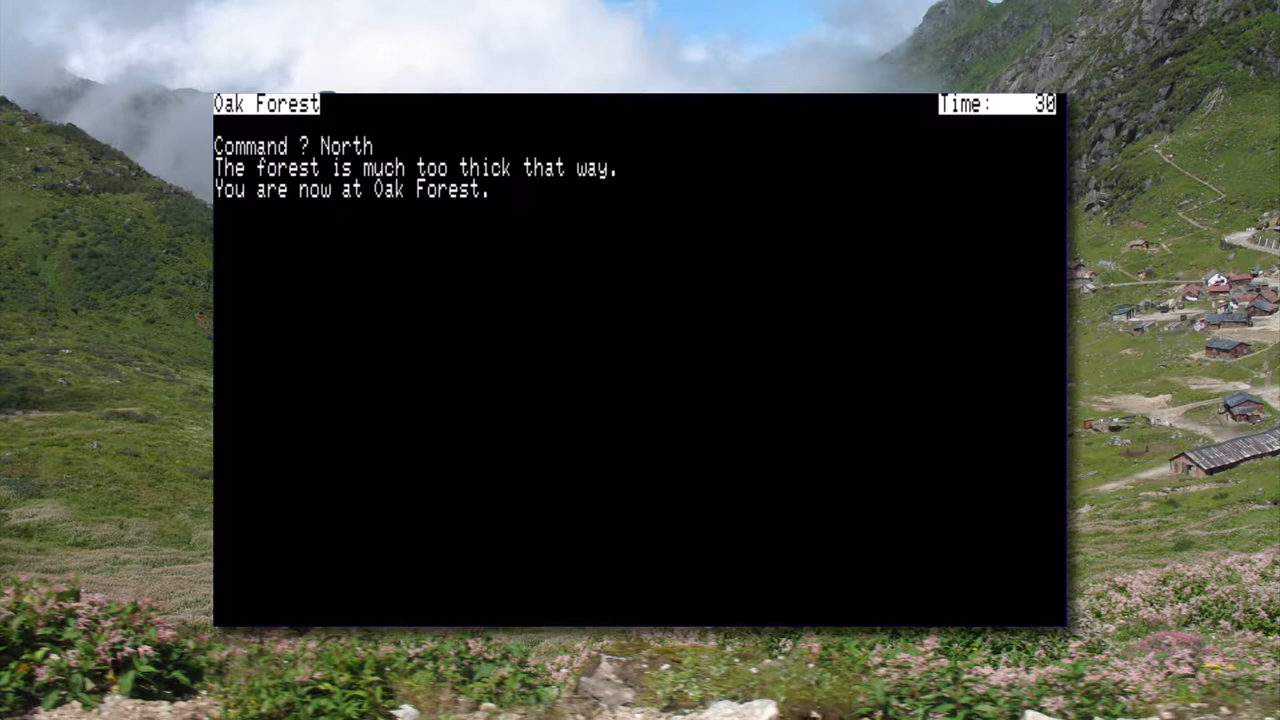 Oak Forest Time: 30
Command ? North
The forest is much too thick that way.
You are now at Oak Forest.